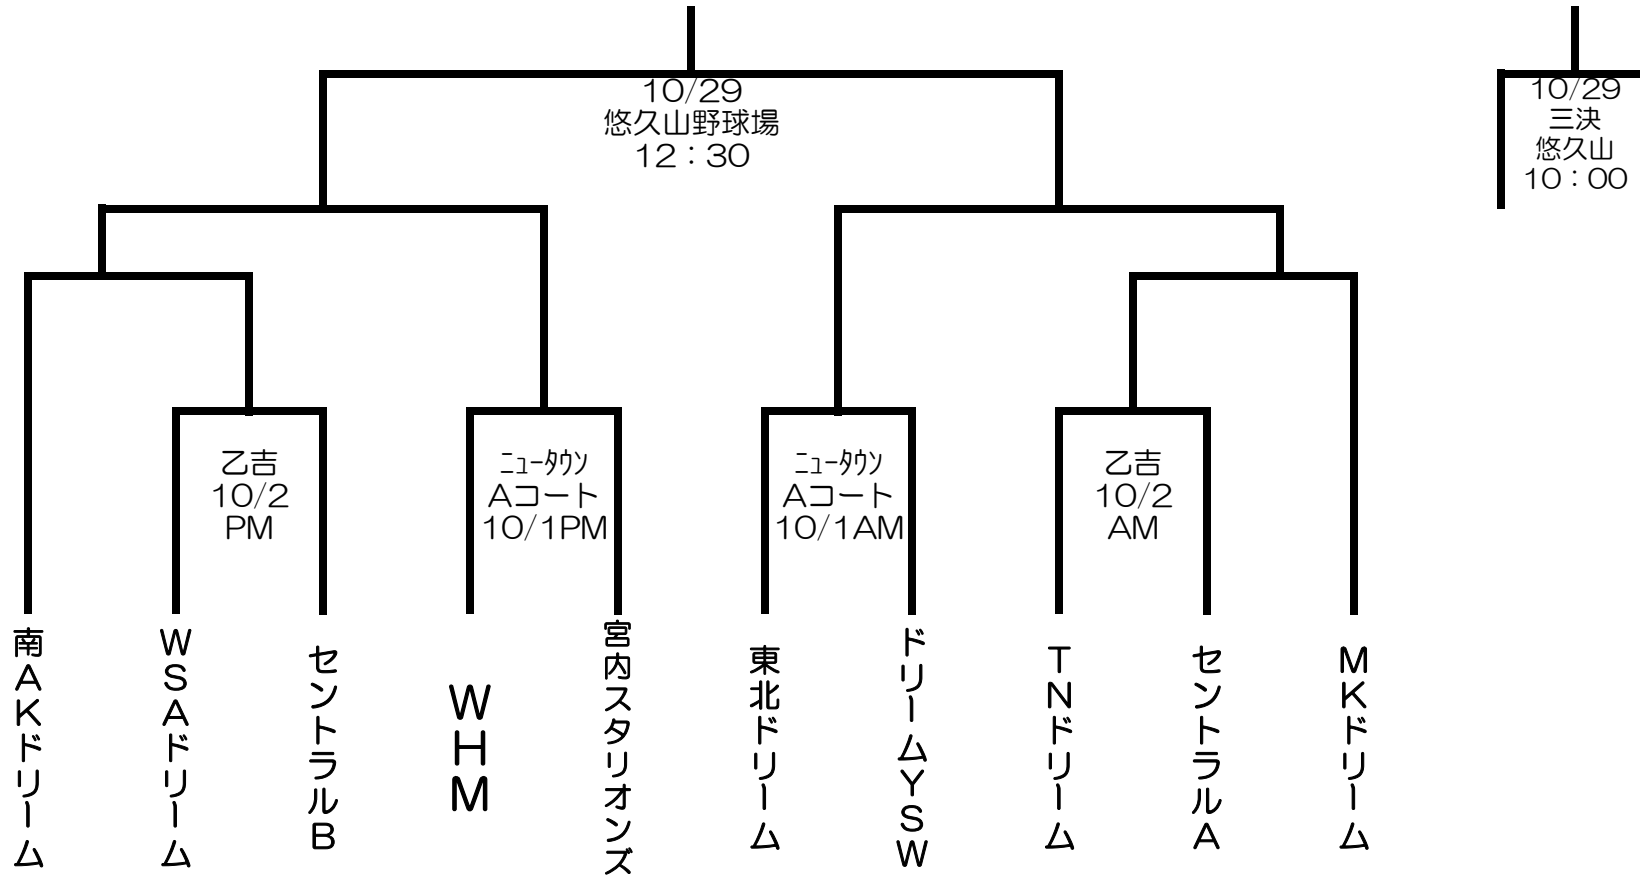 10/29
悠久山野球場
12：30
10/29
三決
悠久山
10：00
乙吉
10/2
PM
ﾆｭｰﾀｳﾝ
Aコート
10/1PM
ﾆｭｰﾀｳﾝ
Aコート
10/1AM
乙吉
10/2
AM
南AKドリーム
WSAドリーム
セントラルB
WHM
宮内スタリオンズ
東北ドリーム
ドリームYSW
TNドリーム
セントラルA
MKドリーム